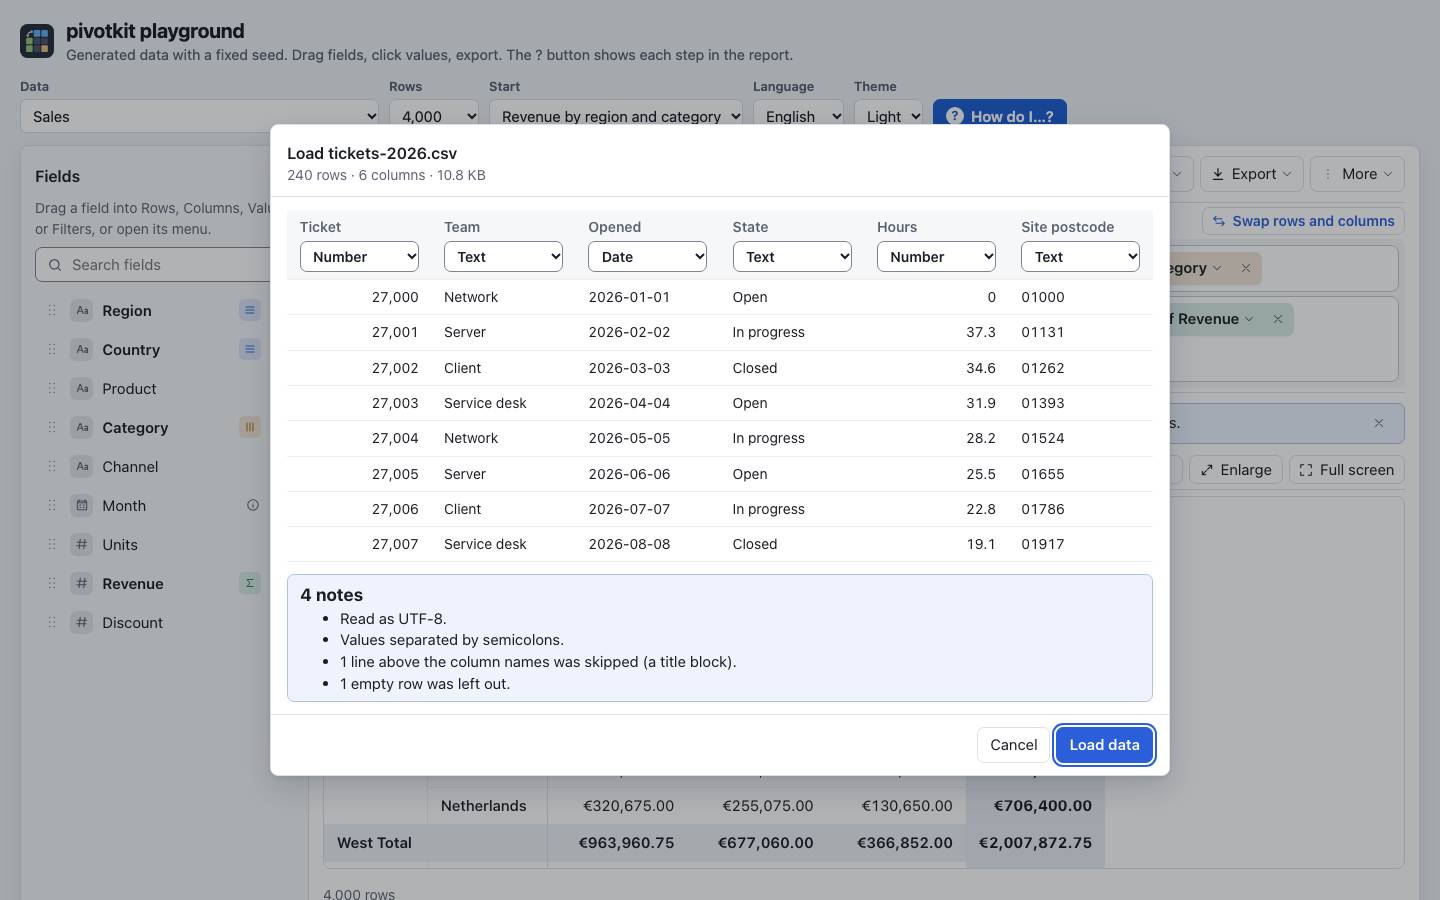 pivotkit playground
Generated data with a fixed seed. Drag fields, click values, export. The ? button shows each step in the report.
Data Rows Start Language Theme
Sales 4,000 Revenue by region and category English Light ? How do I...?
Load tickets-2026.csv
240 rows · 6 columns · 10.8 KB
Ticket Team Opened State Hours Site postcode
Number Text Date Text Number Text
27,000 Network 2026-01-01 Open 0 01000
27,001 Server 2026-02-02 In progress 37.3 01131
27,002 Client 2026-03-03 Closed 34.6 01262
27,003 Service desk 2026-04-04 Open 31.9 01393
27,004 Network 2026-05-05 In progress 28.2 01524
27,005 Server 2026-06-06 Open 25.5 01655
27,006 Client 2026-07-07 In progress 22.8 01786
27,007 Service desk 2026-08-08 Closed 19.1 01917
4 notes
Read as UTF-8.
Values separated by semicolons.
1 line above the column names was skipped (a title block).
1 empty row was left out.
Cancel Load data
Fields
Drag a field into Rows, Columns,
or Filters, or open its menu.
Search fields
Aa Region
Aa Country
Aa Product
Aa Category
Aa Channel
Month
# Units
# Revenue Σ
# Discount
Export More
Swap rows and columns
Revenue
Enlarge Full screen
Netherlands €320,675.00 €255,075.00 €130,650.00 €706,400.00
West Total €963,960.75 €677,060.00 €366,852.00 €2,007,872.75
4,000 rows